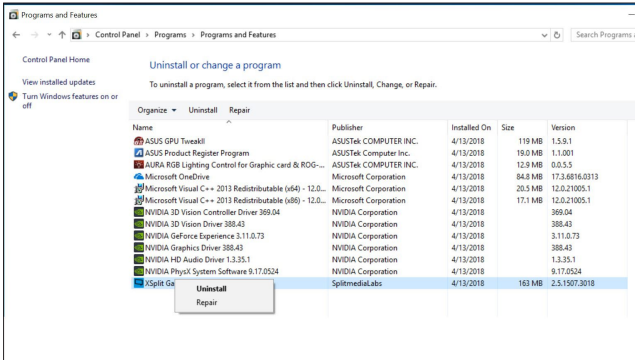 Programs and Features
Control Panel > Programs > Programs and Features
Search Programs
Control Panel Home
View installed updates
Turn Windows features on or off
Uninstall or change a program
To uninstall a program, select it from the list and then click Uninstall, Change, or Repair.
Organize Uninstall Repair
Name Publisher Installed On Size Version
ASUS GPU TweakII ASUSTek COMPUTER INC. 4/13/2018 119 MB 1.5.9.1
ASUS Product Register Program ASUSTek Computer Inc. 4/13/2018 19.0 MB 1.1.001
AURA RGB Lighting Control for Graphic card & ROG-... ASUSTek COMPUTER INC. 4/13/2018 12.9 MB 0.0.5.5
Microsoft OneDrive Microsoft Corporation 4/13/2018 84.8 MB 17.3.6816.0313
Microsoft Visual C++ 2013 Redistributable (x64) - 12.0... Microsoft Corporation 4/13/2018 20.5 MB 12.0.21005.1
Microsoft Visual C++ 2013 Redistributable (x86) - 12.0... Microsoft Corporation 4/13/2018 17.1 MB 12.0.21005.1
NVIDIA 3D Vision Controller Driver 369.04 NVIDIA Corporation 4/13/2018 369.04
NVIDIA 3D Vision Driver 388.43 NVIDIA Corporation 4/13/2018 388.43
NVIDIA GeForce Experience 3.11.0.73 NVIDIA Corporation 4/13/2018 3.11.0.73
NVIDIA Graphics Driver 388.43 NVIDIA Corporation 4/13/2018 388.43
NVIDIA HD Audio Driver 1.3.35.1 NVIDIA Corporation 4/13/2018 1.3.35.1
NVIDIA PhysX System Software 9.17.0524 NVIDIA Corporation 4/13/2018 9.17.0524
XSplit Ga SplitmediaLabs 4/13/2018 163 MB 2.5.1507.3018
Uninstall
Repair